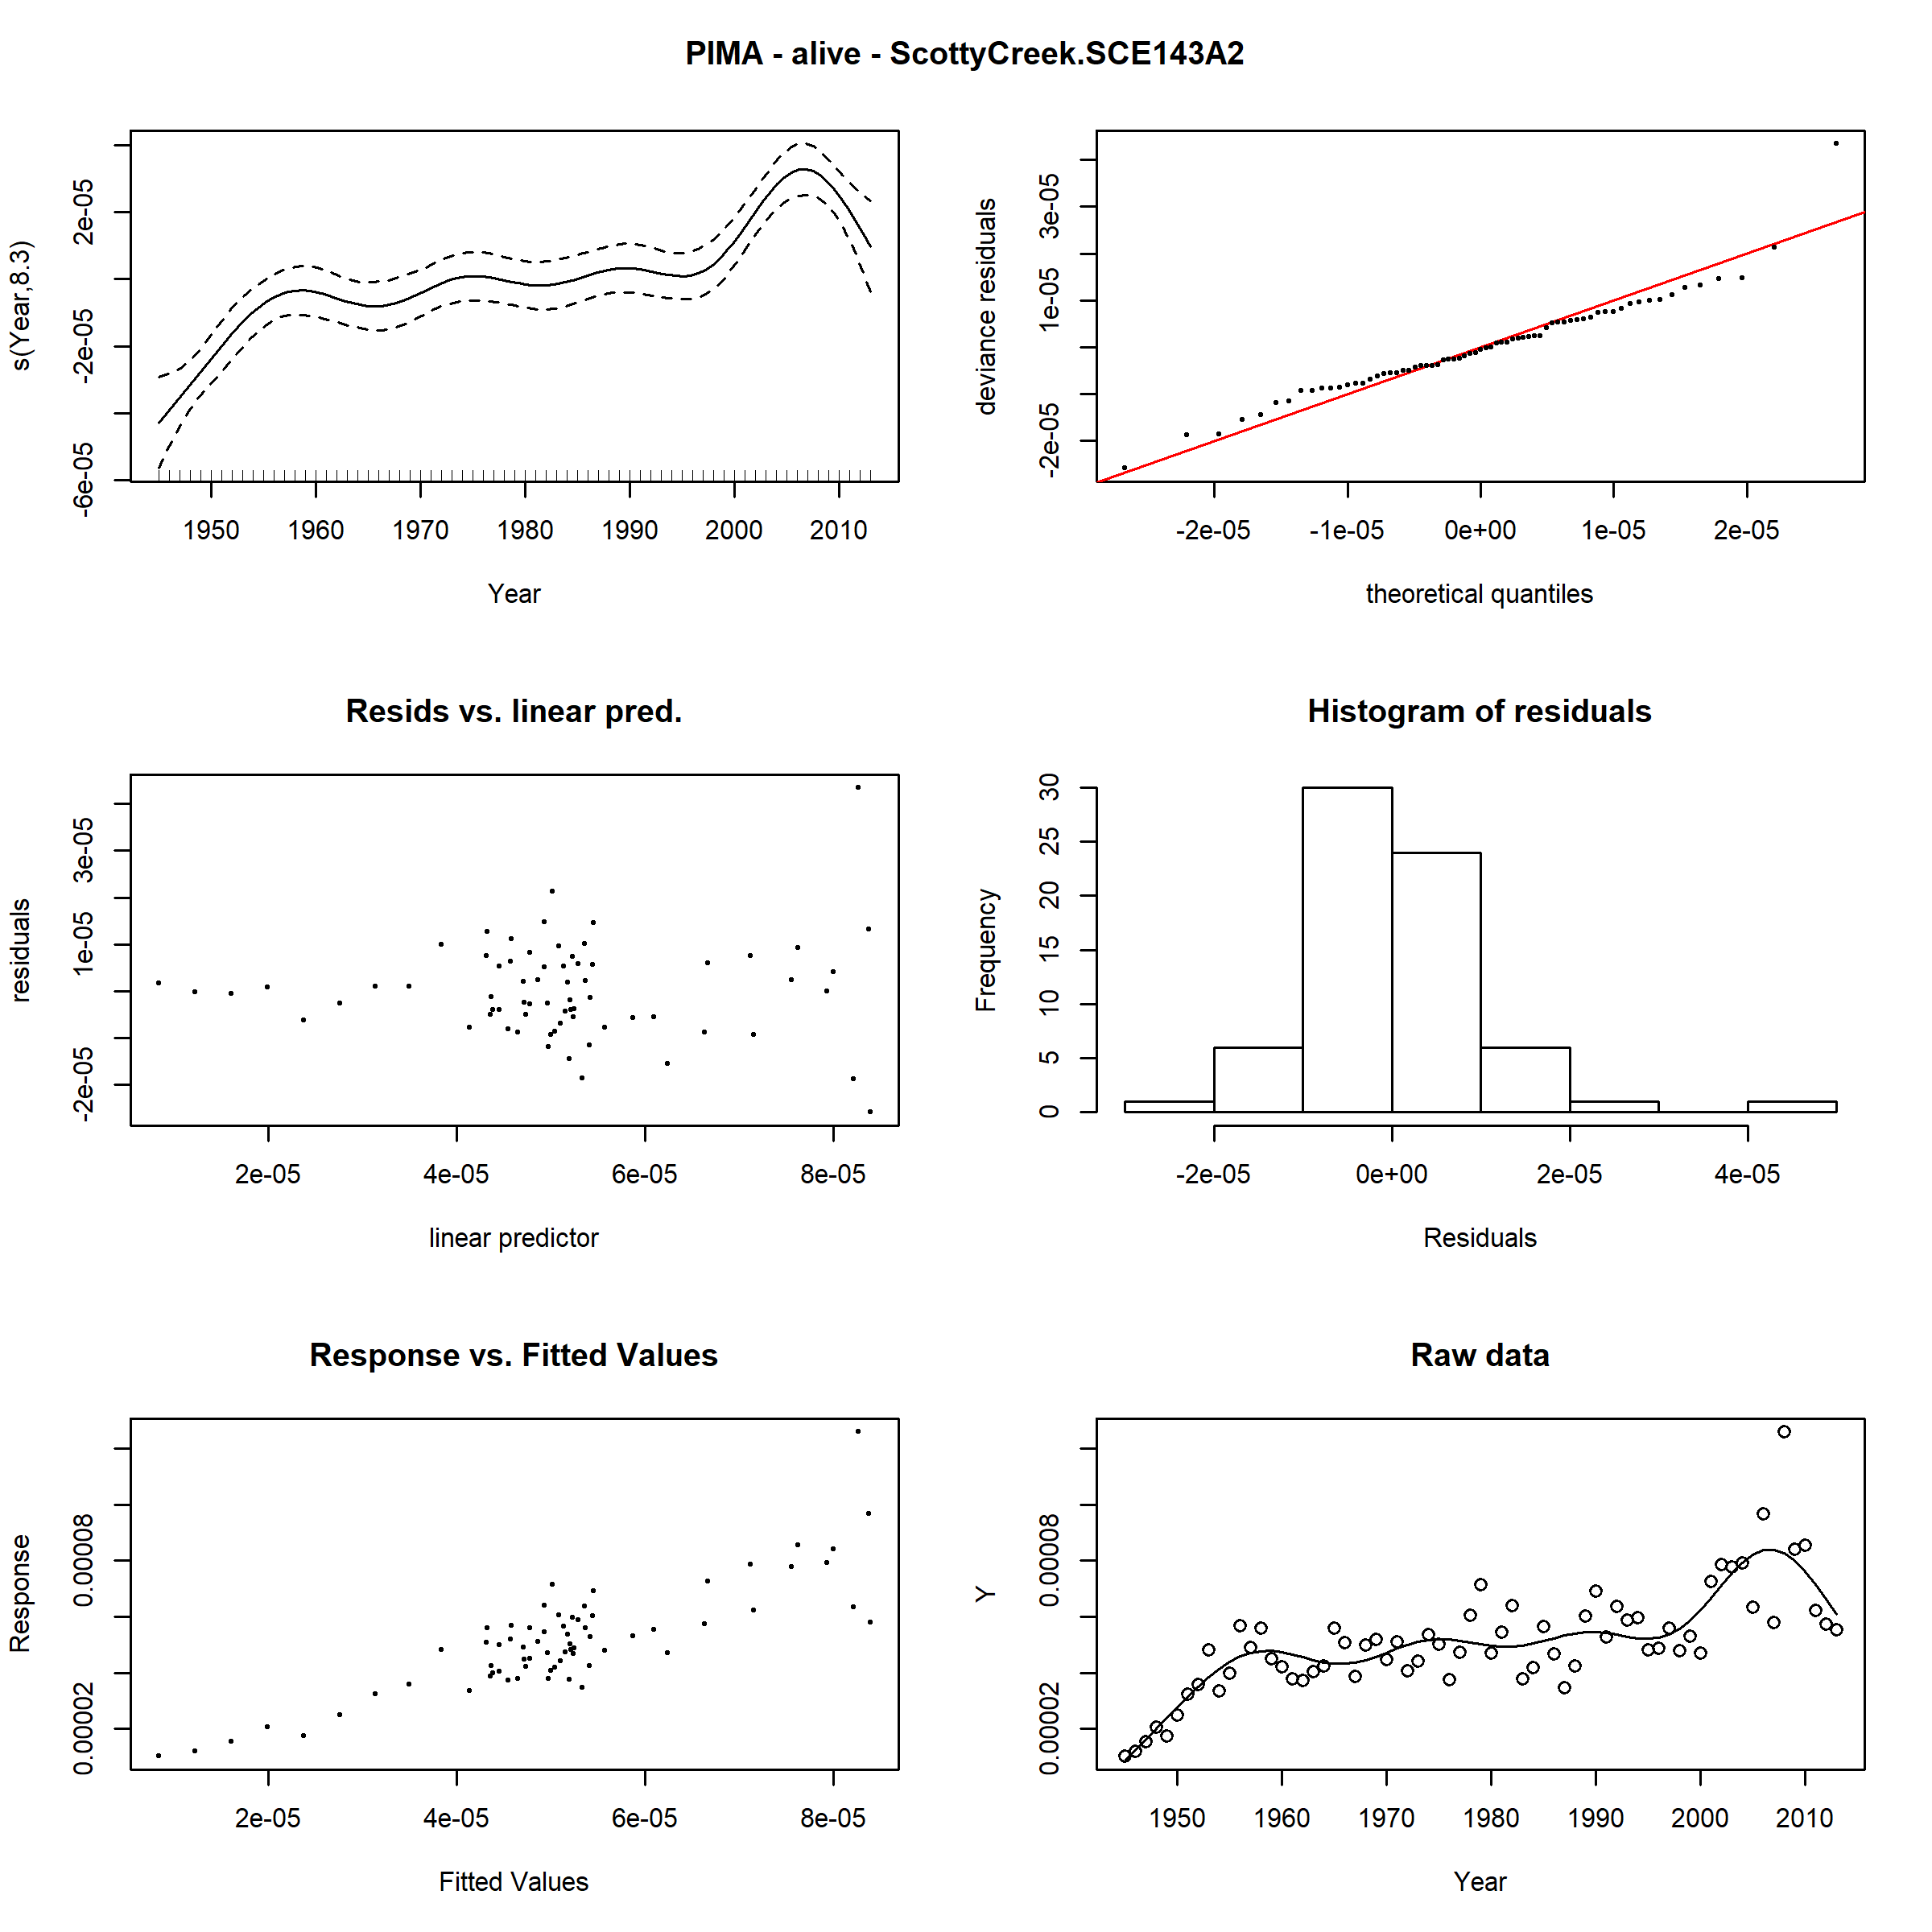 PIMA - alive - ScottyCreek.SCE143A2
s(Year,8.3)
-6e-05 -2e-05 2e-05
1950 1960 1970 1980 1990 2000 2010
Year
deviance residuals
-2e-05 1e-05 3e-05
-2e-05 -1e-05 0e+00 1e-05 2e-05
theoretical quantiles
Resids vs. linear pred.
residuals
-2e-05 1e-05 3e-05
2e-05 4e-05 6e-05 8e-05
linear predictor
Histogram of residuals
Frequency
0 5 10 15 20 25 30
-2e-05 0e+00 2e-05 4e-05
Residuals
Response vs. Fitted Values
Response
0.00002 0.00008
2e-05 4e-05 6e-05 8e-05
Fitted Values
Raw data
Y
0.00002 0.00008
1950 1960 1970 1980 1990 2000 2010
Year